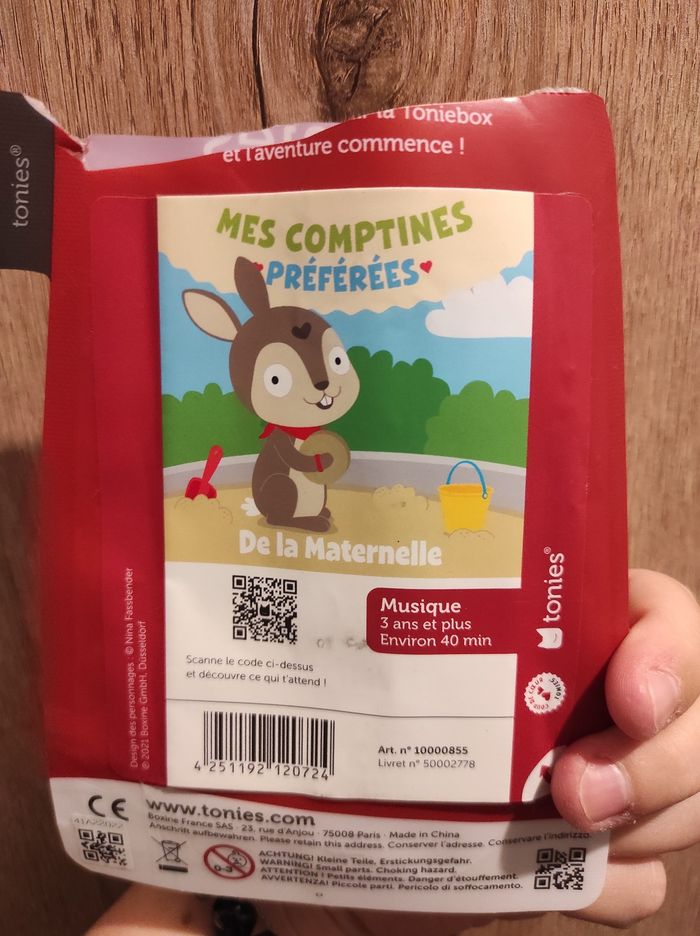 tonies®
la Toniebox
et l'aventure commence !
MES COMPTINES
PRÉFÉRÉES
De la Maternelle
Musique
3 ans et plus
Environ 40 min
tonies®
Scanne le code ci-dessus
et découvre ce qui t'attend !
Design des personnages : © Nina Fassbender
© 2021 Boxine GmbH, Düsseldorf
4 251192 120724
Art. n° 10000855
Livret n° 50002778
CE
41A22022
www.tonies.com
Boxine France SAS · 23, rue d'Anjou · 75008 Paris · Made in China
Anschrift aufbewahren. Please retain this address. Conserver l'adresse. Conservare l'indirizzo.
0-3
ACHTUNG! Kleine Teile. Erstickungsgefahr.
WARNING! Small parts. Choking hazard.
ATTENTION ! Petits éléments. Danger d'étouffement.
AVVERTENZA! Piccole parti. Pericolo di soffocamento.